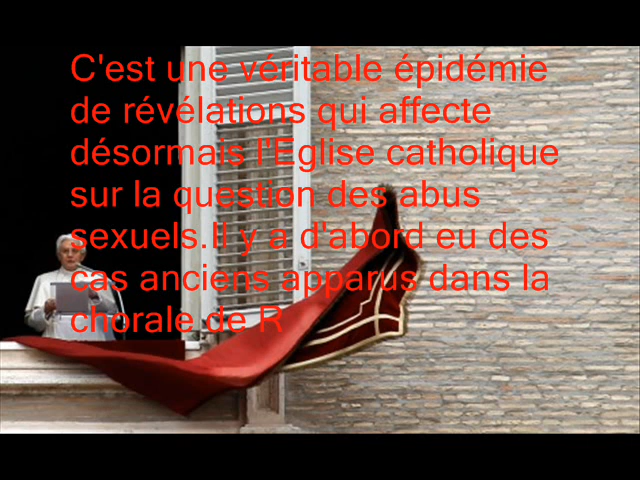 C'est une véritable épidémie
de révélations qui affecte
désormais l'Eglise catholique
sur la question des abus
sexuels.Il y a d'abord eu des
cas anciens apparus dans la
chorale de R